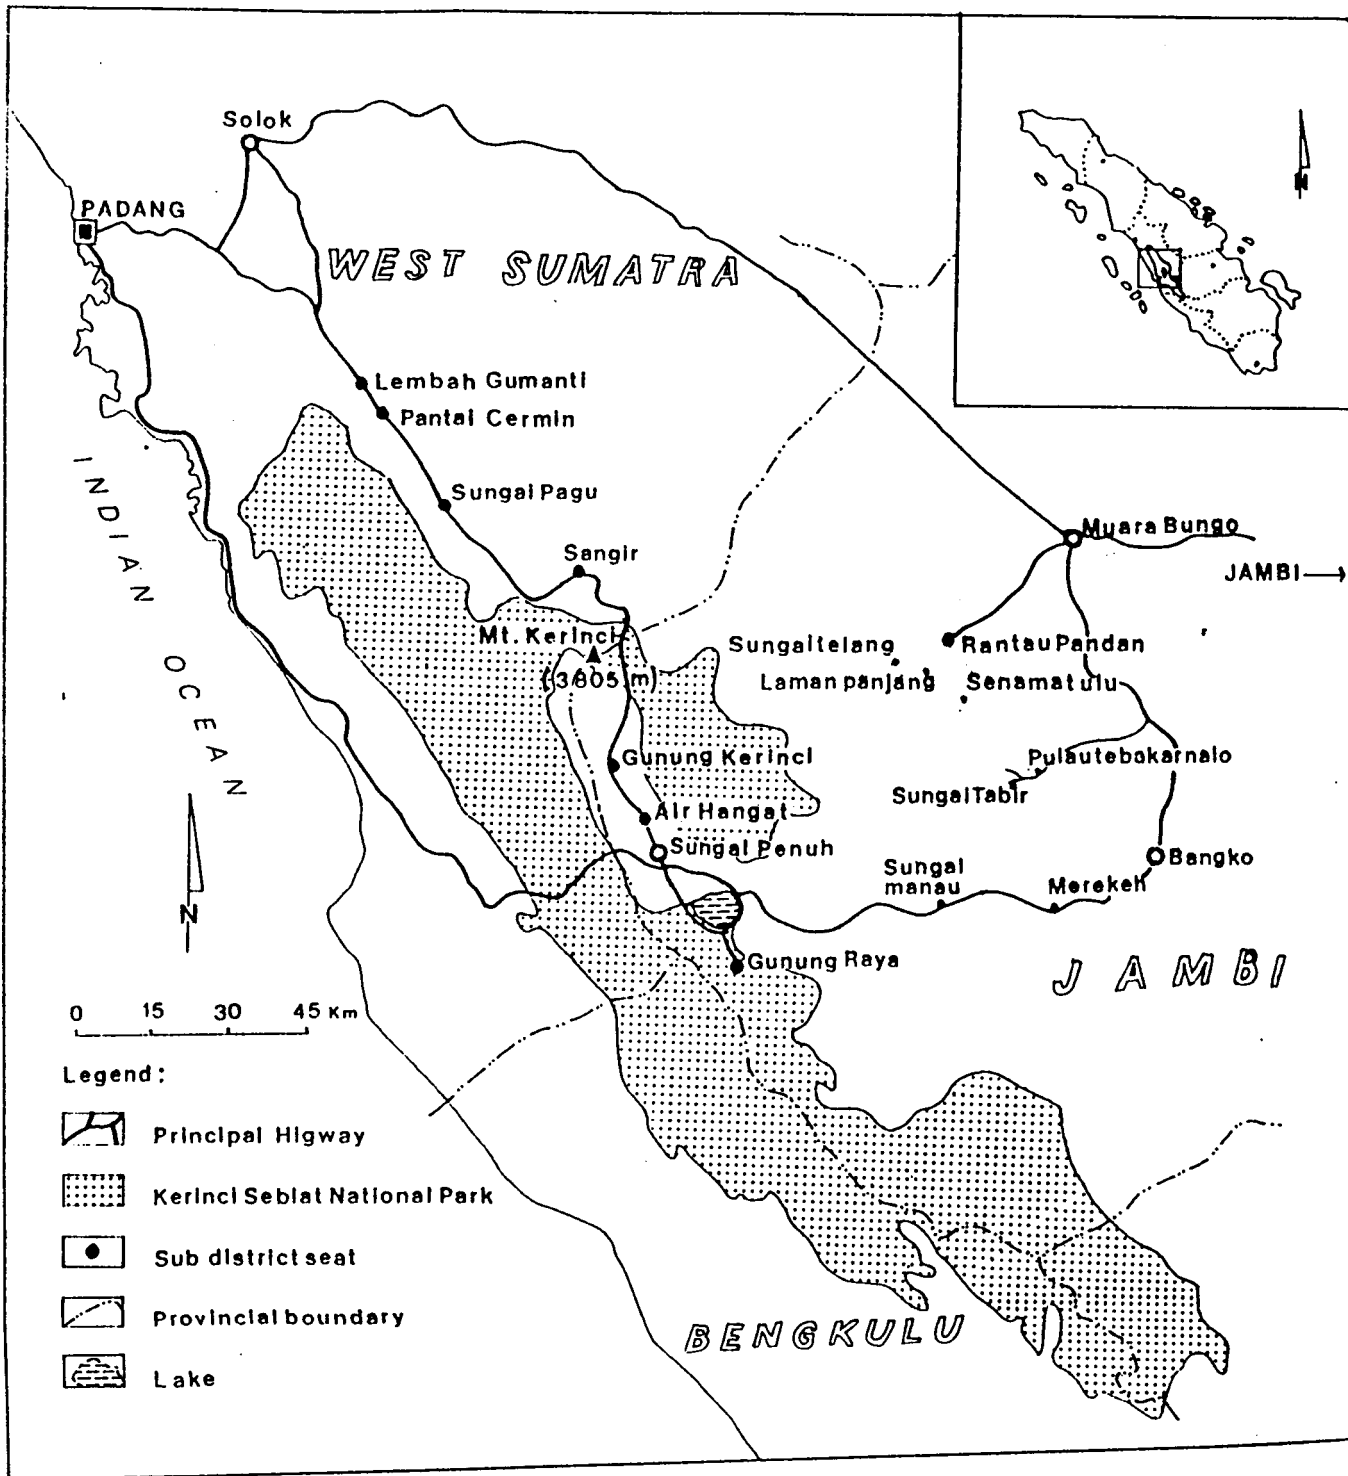 Solok
PADANG
WEST SUMATRA
N
Lembah Gumanti
Pantai Cermin
Sungai Pagu
INDIAN OCEAN
Sangir
Muara Bungo
JAMBI
Mt. Kerinci
(3805 m)
Sungaitelang
Rantau Pandan
Laman panjang
Senamatulu
Gunung Kerinci
Pulautebakarnalo
Sungai Tabir
Air Hangat
Sungai Penuh
Sungai
manau
Merekeh
Bangko
N
Gunung Raya
JAMBI
0 15 30 45 Km
Legend:
Principal Higway
Kerinci Seblat National Park
Sub district seat
Provincial boundary
Lake
BENGKULU